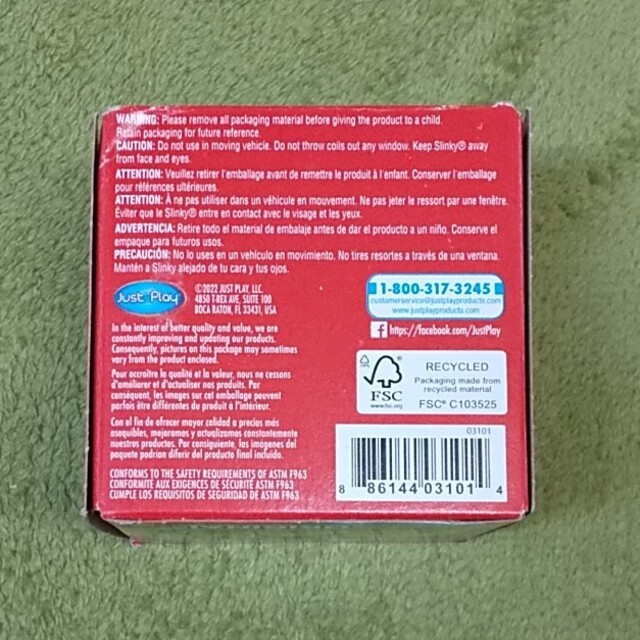 WARNING: Please remove all packaging material before giving the product to a child.
Retain packaging for future reference.
CAUTION: Do not use in moving vehicle. Do not throw coils out any window. Keep Slinky® away
from face and eyes.
ATTENTION: Veuillez retirer l'emballage avant de remettre le produit à l'enfant. Conserver l'emballage
pour références ultérieures.
ATTENTION: À ne pas utiliser dans un véhicule en mouvement. Ne pas jeter le ressort par une fenêtre.
Éviter que le Slinky® entre en contact avec le visage et les yeux.
ADVERTENCIA: Retire todo el material de embalaje antes de dar el producto a un niño. Conserve el
empaque para futuros usos.
PRECAUCIÓN: No lo uses en un vehículo en movimiento. No tires resortes a través de una ventana.
Mantén a Slinky alejado de tu cara y tus ojos.
Just Play
©2022 JUST PLAY, LLC.
4850 T-REX AVE, SUITE 100
BOCA RATON, FL 33431, USA
1-800-317-3245
customerservice@justplayproducts.com
www.justplayproducts.com
f https://facebook.com/JustPlay
In the interest of better quality and value, we are
constantly improving and updating our products.
Consequently, pictures on this package may sometimes
vary from the product enclosed.
Pour accroître la qualité et la valeur, nous ne cessons
d'améliorer et d'actualiser nos produits. Par
conséquent, les images sur cet emballage peuvent
parfois être différentes du produit à l'intérieur.
Con el fin de ofrecer mayor calidad a precios más
asequibles, mejoramos y actualizamos constantemente
nuestros productos. Por consiguiente, las imágenes del
paquete podrían diferir del producto final incluido.
CONFORMS TO THE SAFETY REQUIREMENTS OF ASTM F963
CONFORMITÉ AUX EXIGENCES DE SÉCURITÉ ASTM F963
CUMPLE LOS REQUISITOS DE SEGURIDAD DE ASTM F963
FSC
www.fsc.org
RECYCLED
Packaging made from
recycled material
FSC® C103525
03101
8 86144 03101 4